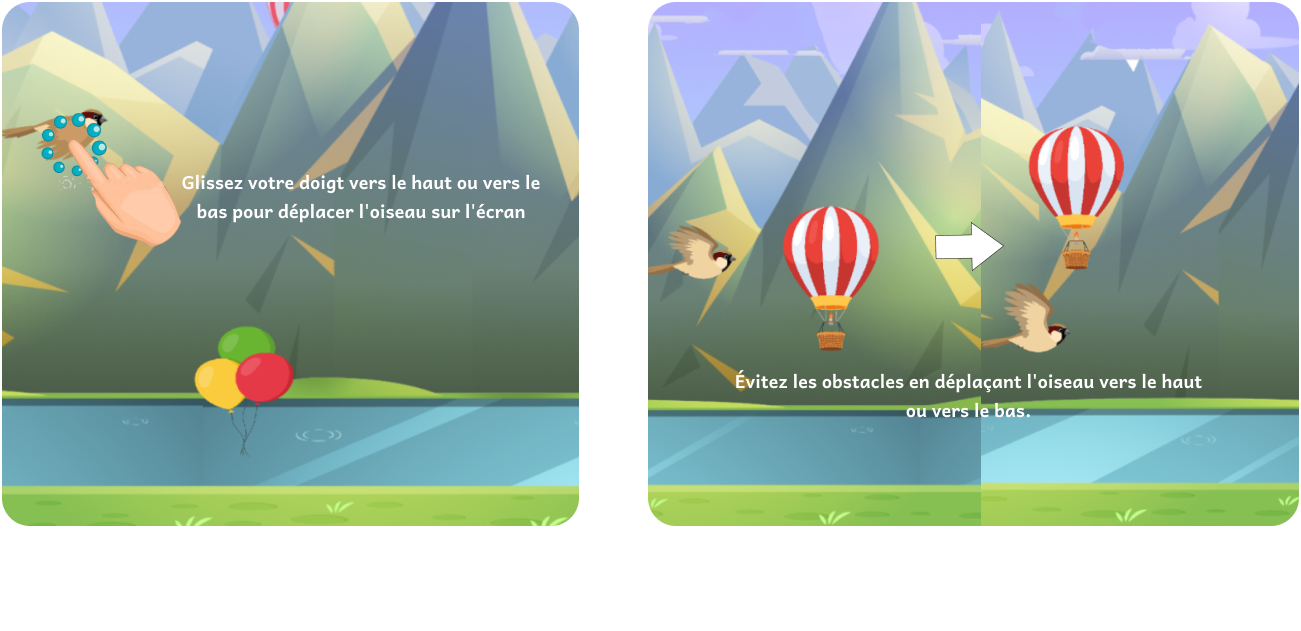 Glissez votre doigt vers le haut ou vers le
bas pour déplacer l'oiseau sur l'écran
Évitez les obstacles en déplaçant l'oiseau vers le haut
ou vers le bas.